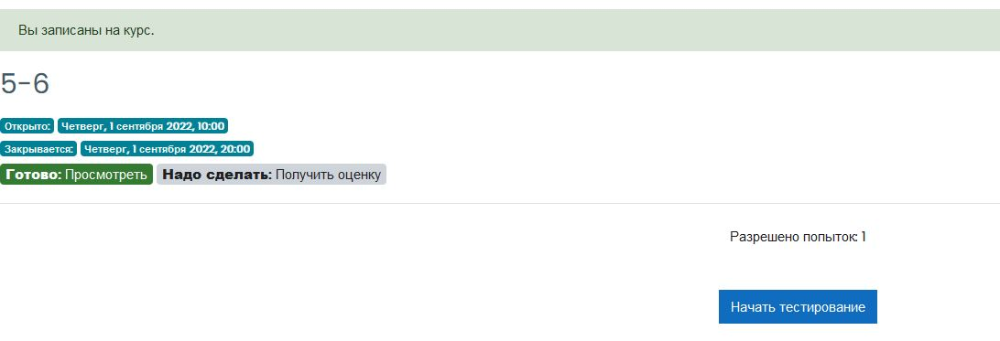 Вы записаны на курс.
5-6
Открыто: Четверг, 1 сентября 2022, 10:00
Закрывается: Четверг, 1 сентября 2022, 20:00
Готово: Просмотреть Надо сделать: Получить оценку
Разрешено попыток: 1
Начать тестирование